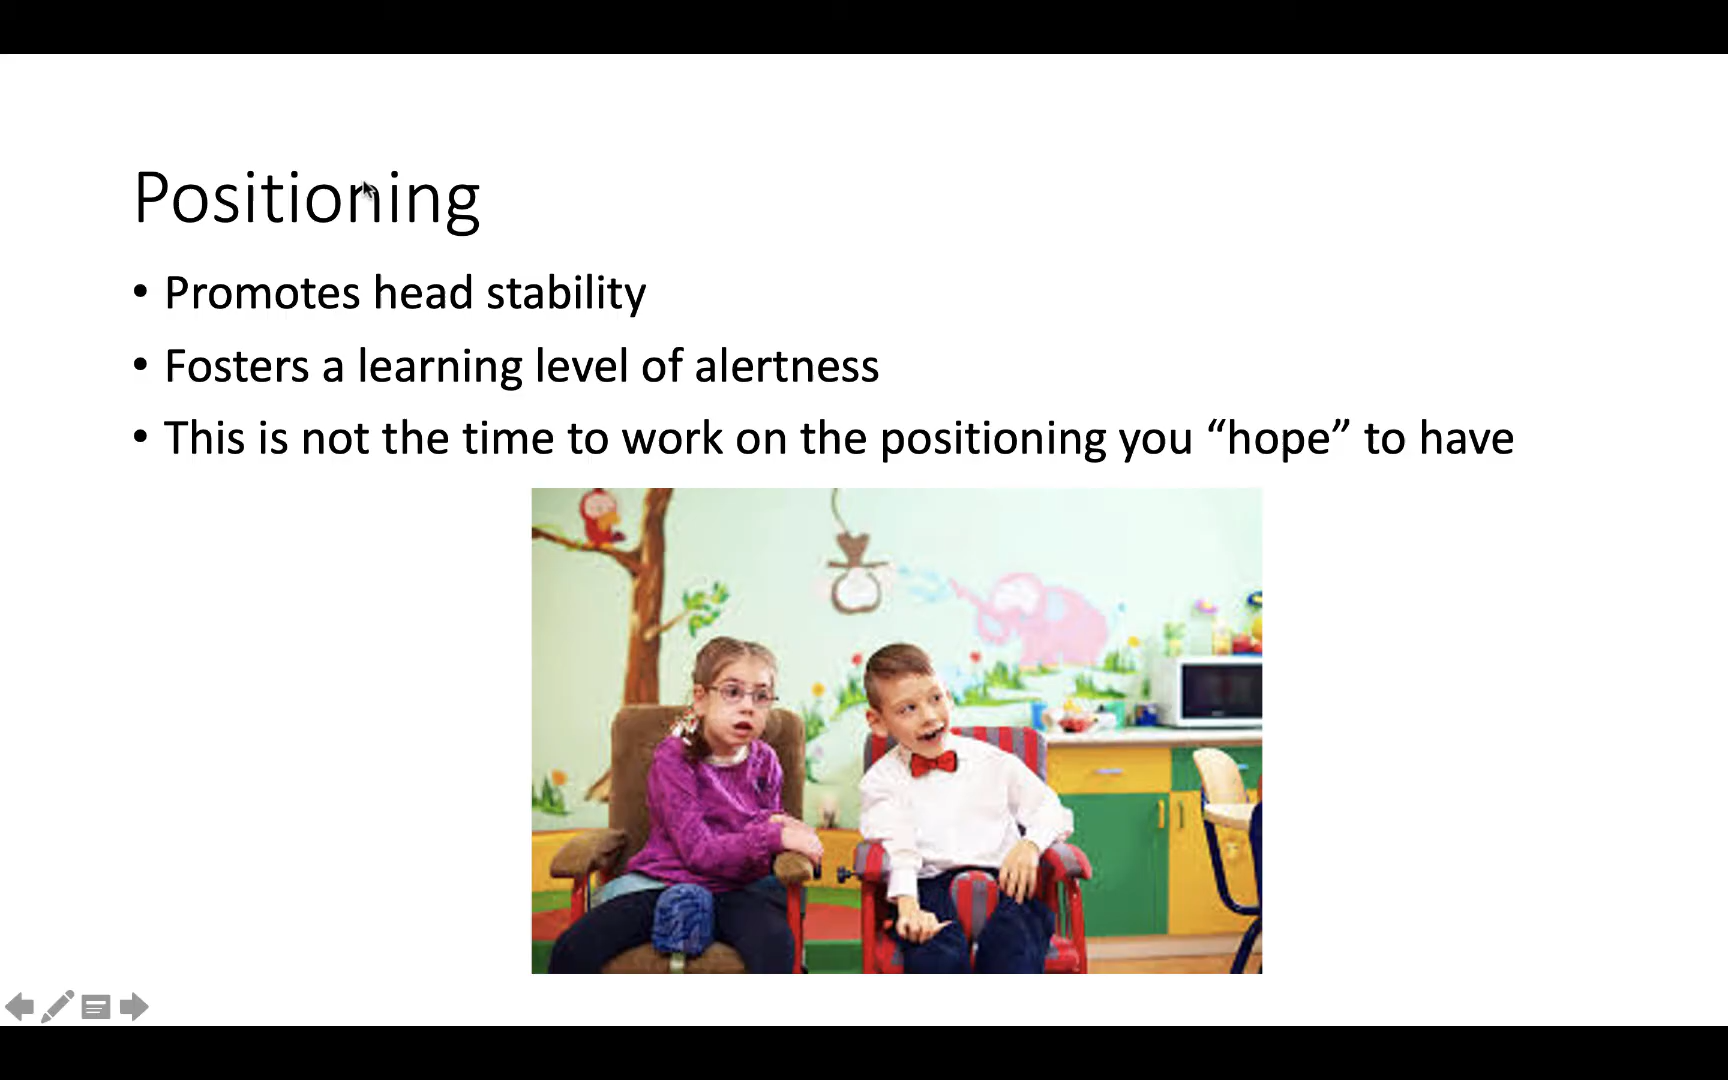 Positioning
• Promotes head stability
• Fosters a learning level of alertness
• This is not the time to work on the positioning you “hope” to have